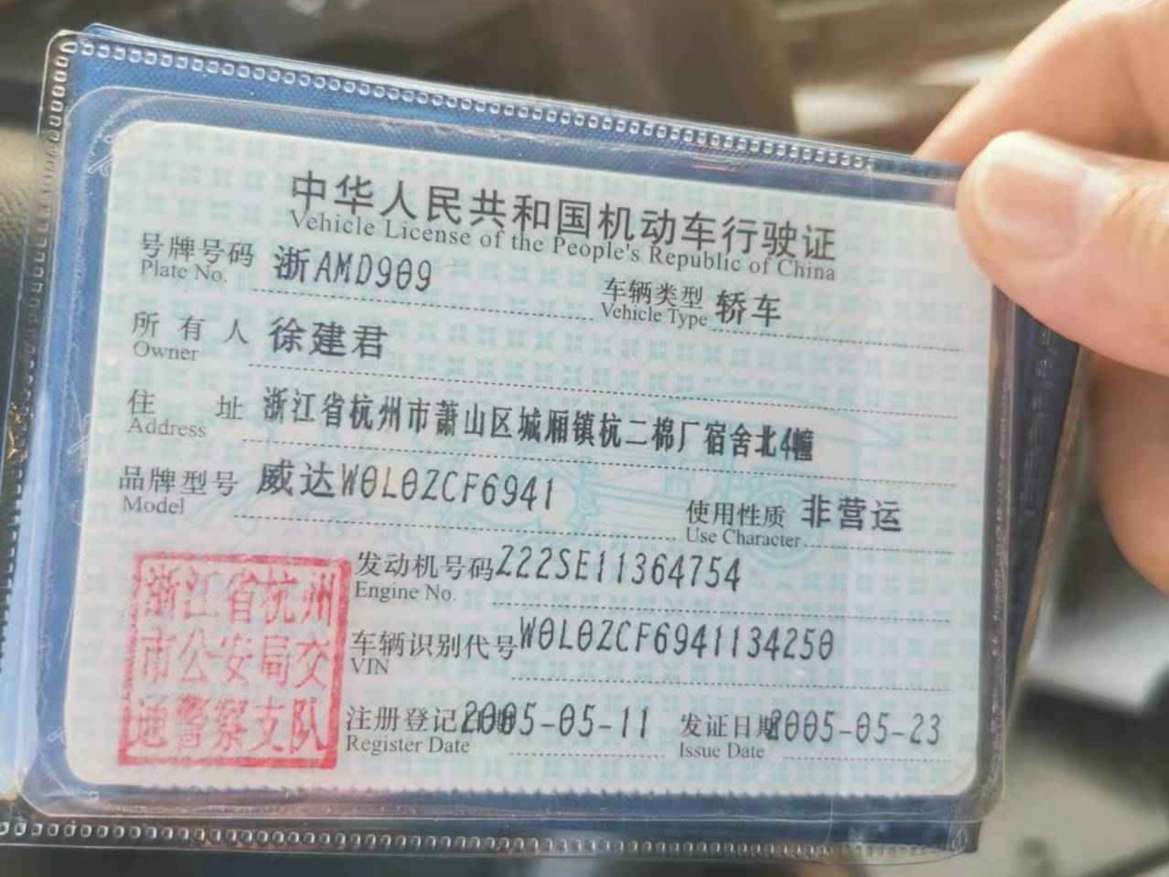 中华人民共和国机动车行驶证
Vehicle License of the People's Republic of China
号牌号码 浙AMD909
Plate No.
车辆类型 轿车
Vehicle Type
所有人 徐建君
Owner
住址 浙江省杭州市萧山区城厢镇杭二棉厂宿舍北4幢
Address
品牌型号 威达W0L0ZCF6941
Model
使用性质 非营运
Use Character
发动机号码 Z22SE11364754
Engine No.
车辆识别代号 W0L0ZCF6941134250
VIN
注册登记日期 2005-05-11
Register Date
发证日期 2005-05-23
Issue Date
浙江省杭州
市公安局交
通警察支队